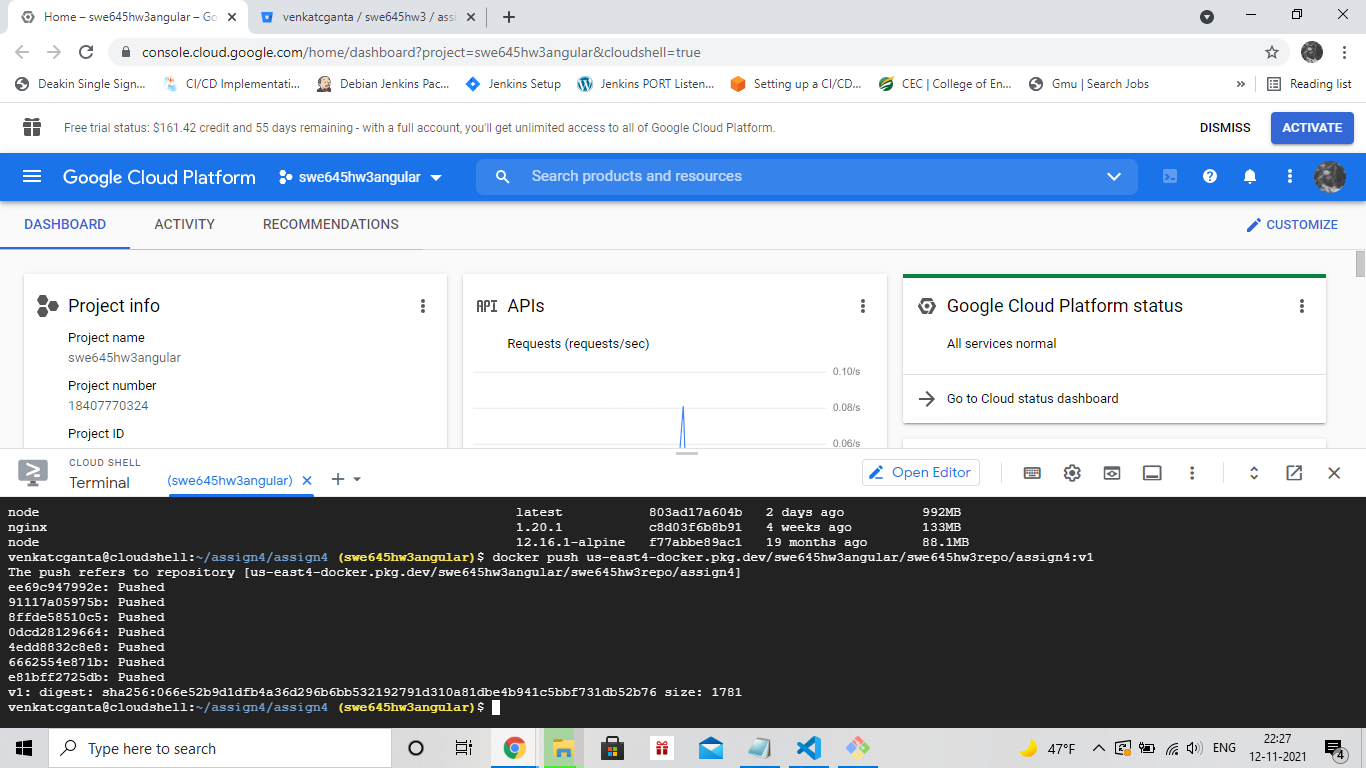 Home – swe645hw3angular – Go
venkatcganta / swe645hw3 / assi
console.cloud.google.com/home/dashboard?project=swe645hw3angular&cloudshell=true
Deakin Single Sign... CI/CD Implementati... Debian Jenkins Pac... Jenkins Setup Jenkins PORT Listen... Setting up a CI/CD... CEC | College of En... Gmu | Search Jobs » Reading list
Free trial status: $161.42 credit and 55 days remaining - with a full account, you'll get unlimited access to all of Google Cloud Platform. DISMISS ACTIVATE
Google Cloud Platform swe645hw3angular Search products and resources
DASHBOARD ACTIVITY RECOMMENDATIONS CUSTOMIZE
Project info
Project name
swe645hw3angular
Project number
18407770324
Project ID
API APIs
Requests (requests/sec)
0.10/s
0.08/s
0.06/s
Google Cloud Platform status
All services normal
Go to Cloud status dashboard
CLOUD SHELL
Terminal (swe645hw3angular) Open Editor
node latest 803ad17a604b 2 days ago 992MB
nginx 1.20.1 c8d03f6b8b91 4 weeks ago 133MB
node 12.16.1-alpine f77abbe89ac1 19 months ago 88.1MB
venkatcganta@cloudshell:~/assign4/assign4 (swe645hw3angular)$ docker push us-east4-docker.pkg.dev/swe645hw3angular/swe645hw3repo/assign4:v1
The push refers to repository [us-east4-docker.pkg.dev/swe645hw3angular/swe645hw3repo/assign4]
ee69c947992e: Pushed
91117a05975b: Pushed
8ffde58510c5: Pushed
0dcd28129664: Pushed
4edd8832c8e8: Pushed
6662554e871b: Pushed
e81bff2725db: Pushed
v1: digest: sha256:066e52b9d1dfb4a36d296b6bb532192791d310a81dbe4b941c5bbf731db52b76 size: 1781
venkatcganta@cloudshell:~/assign4/assign4 (swe645hw3angular)$
Type here to search
47°F
ENG
22:27
12-11-2021
4